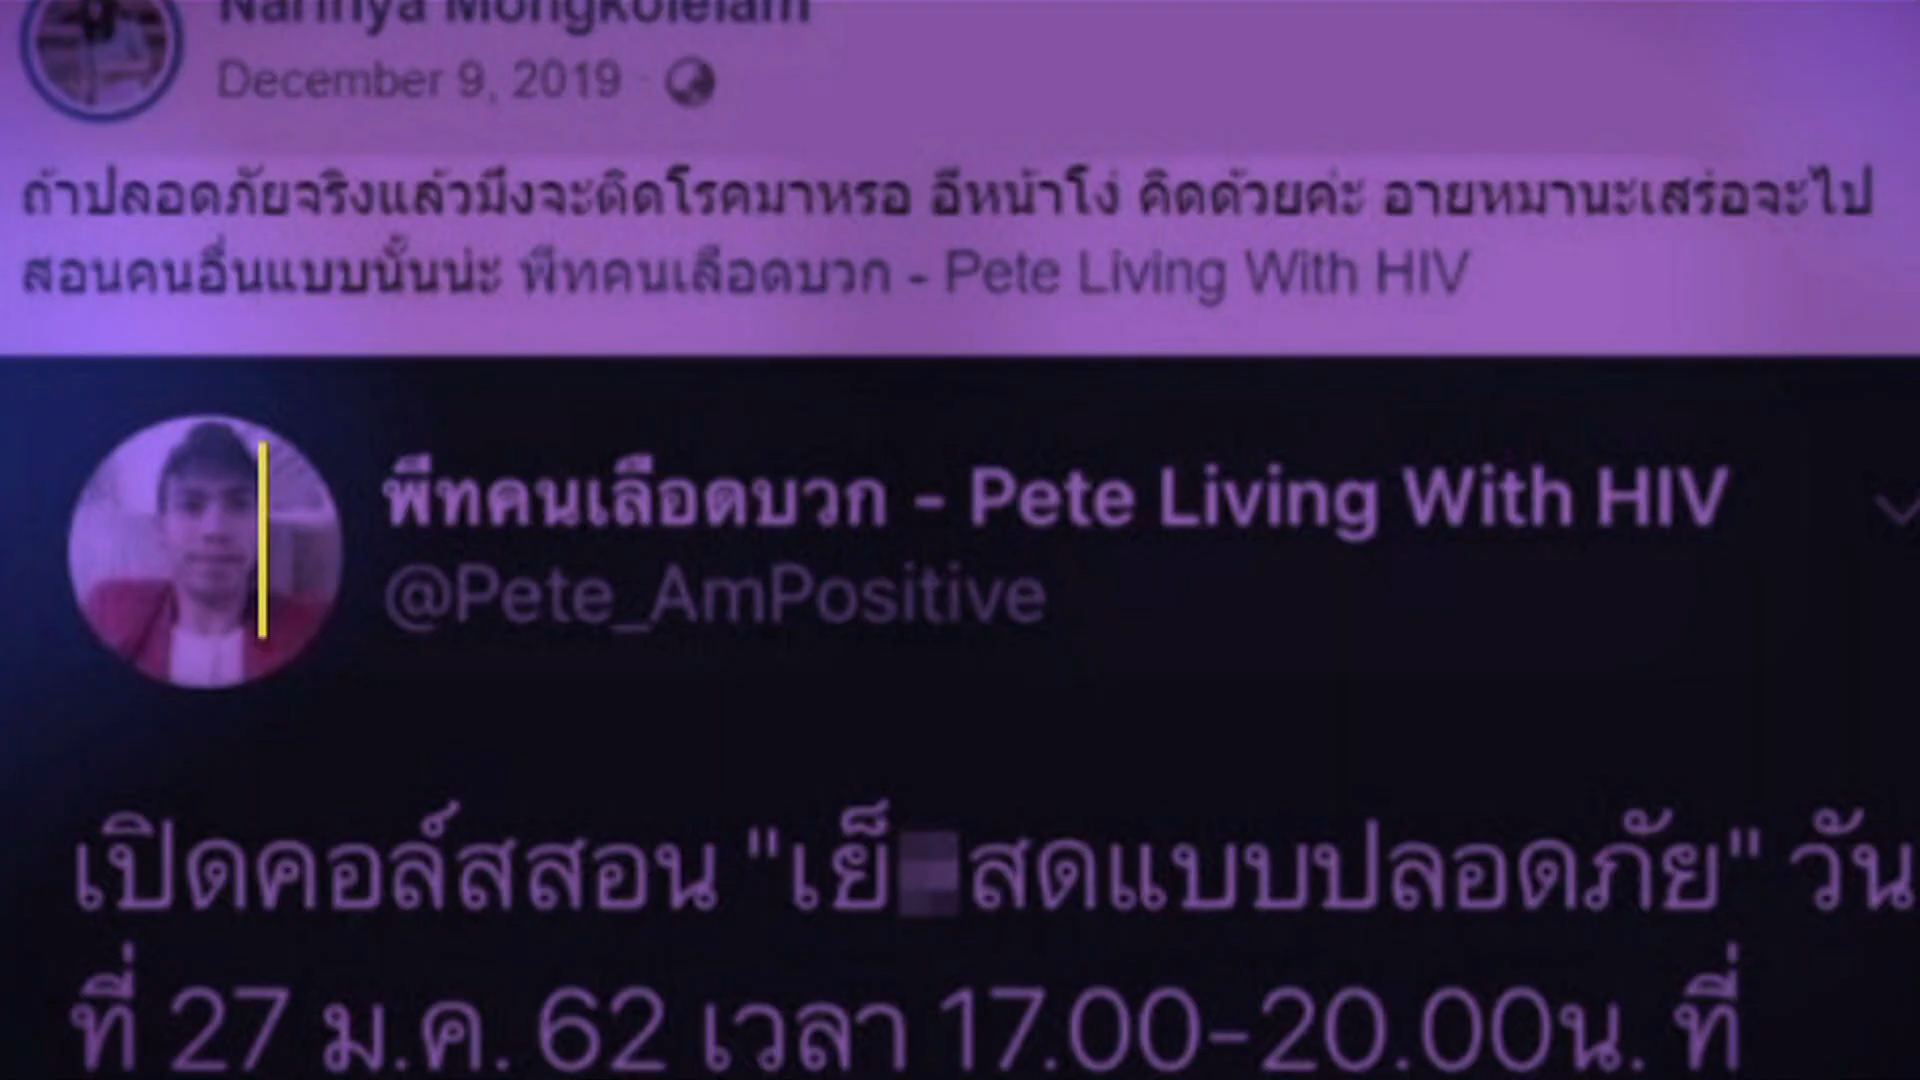 December 9, 2019
ถ้าปลอดภัยจริงแล้วมึงจะติดโรคมาหรอ อีหน้าโง่ คิดด้วยค่ะ อายหมานะเสร่อจะไป
สอนคนอื่นแบบนั้นน่ะ พีทคนเลือดบวก - Pete Living With HIV
พีทคนเลือดบวก - Pete Living With HIV
@Pete_AmPositive
เปิดคอล์สสอน "เย็ สดแบบปลอดภัย" วัน
ที่ 27 ม.ค. 62 เวลา 17.00-20.00น. ที่